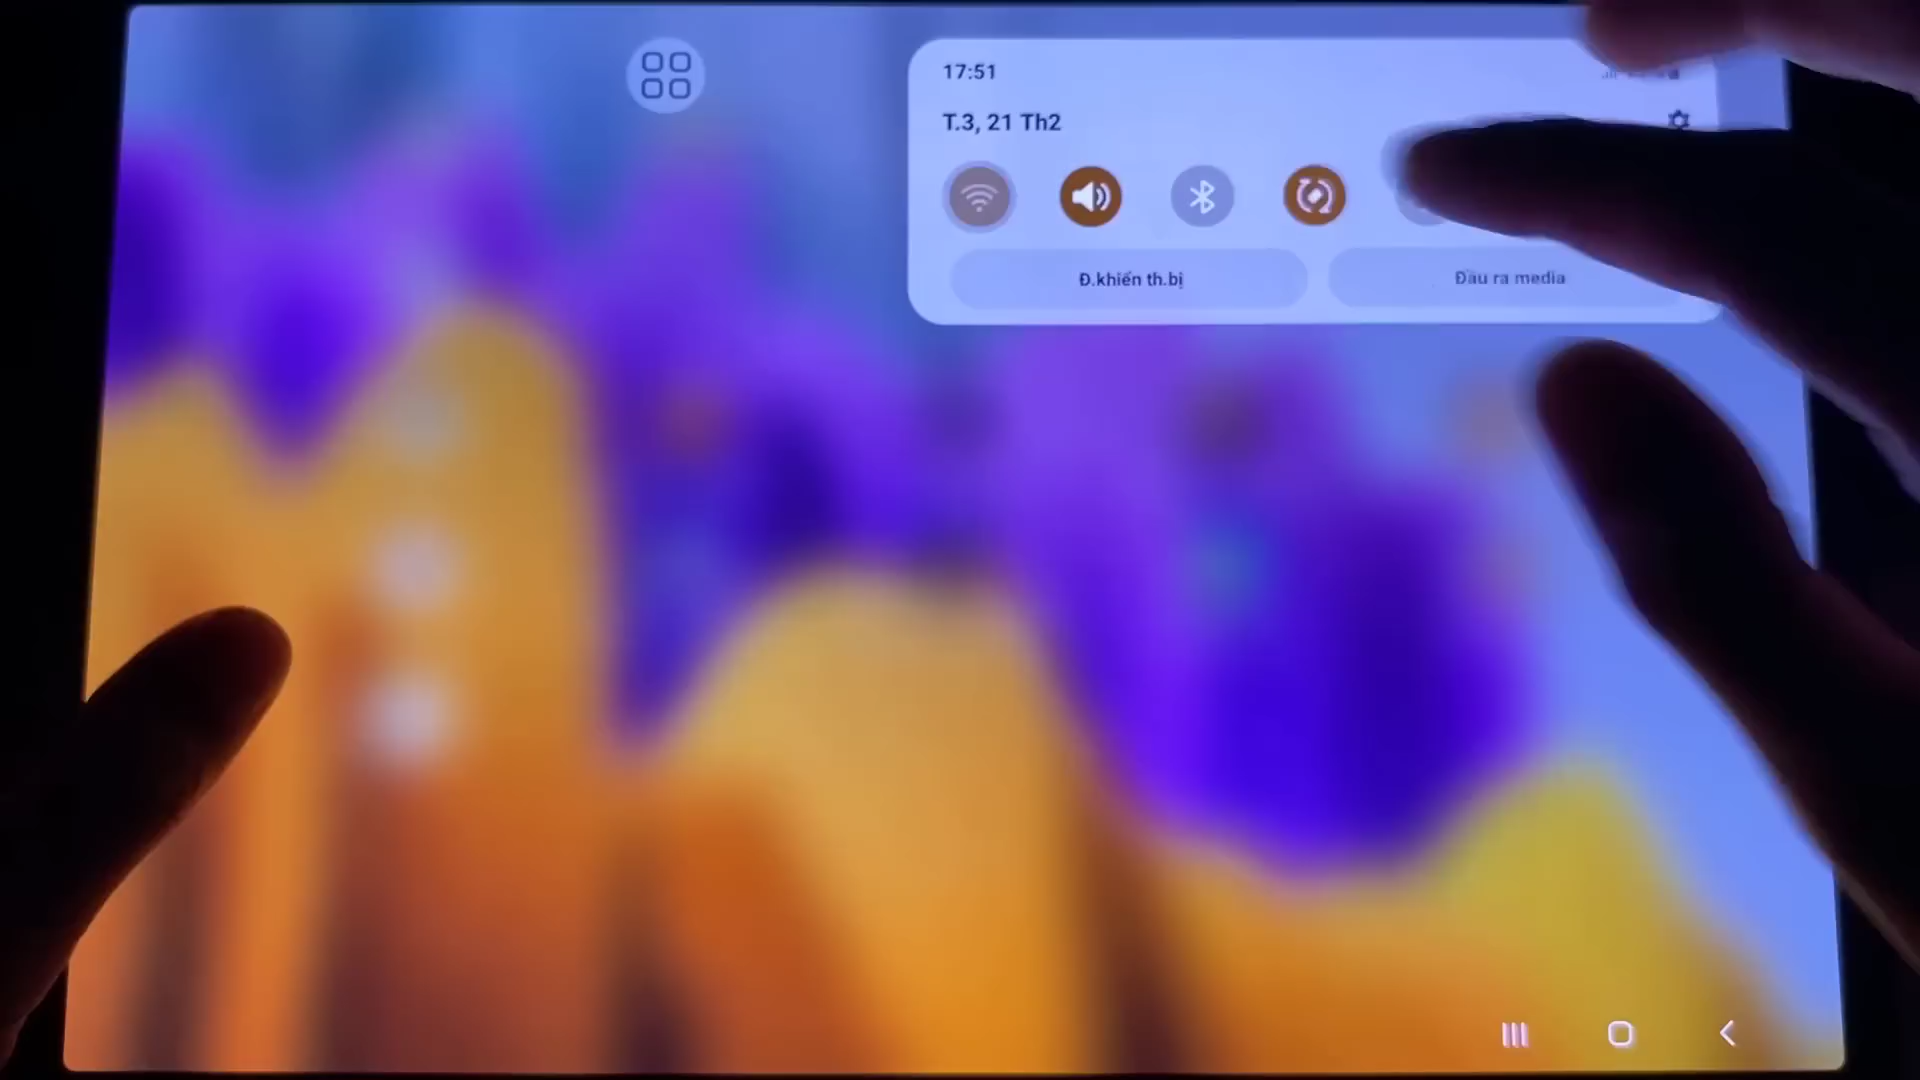 17:51
T.3, 21 Th2
Đ.khiển th.bị
Đầu ra media